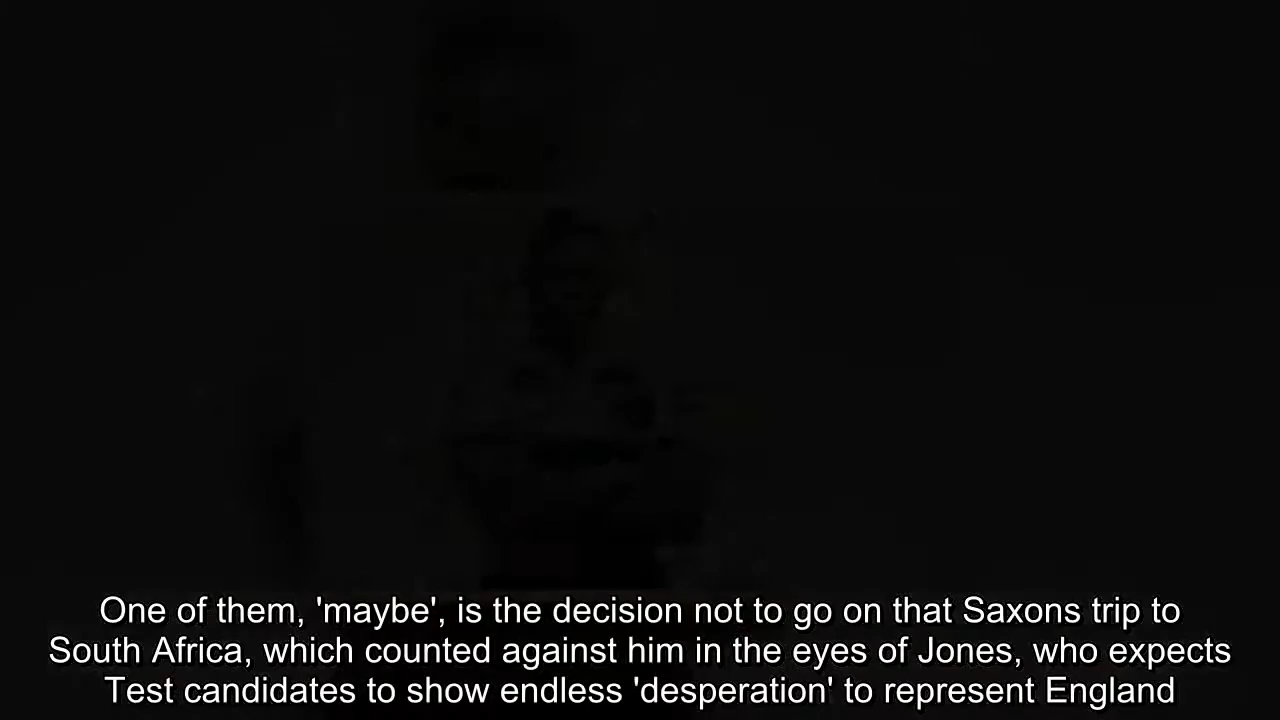 One of them, 'maybe', is the decision not to go on that Saxons trip to
South Africa, which counted against him in the eyes of Jones, who expects
Test candidates to show endless 'desperation' to represent England